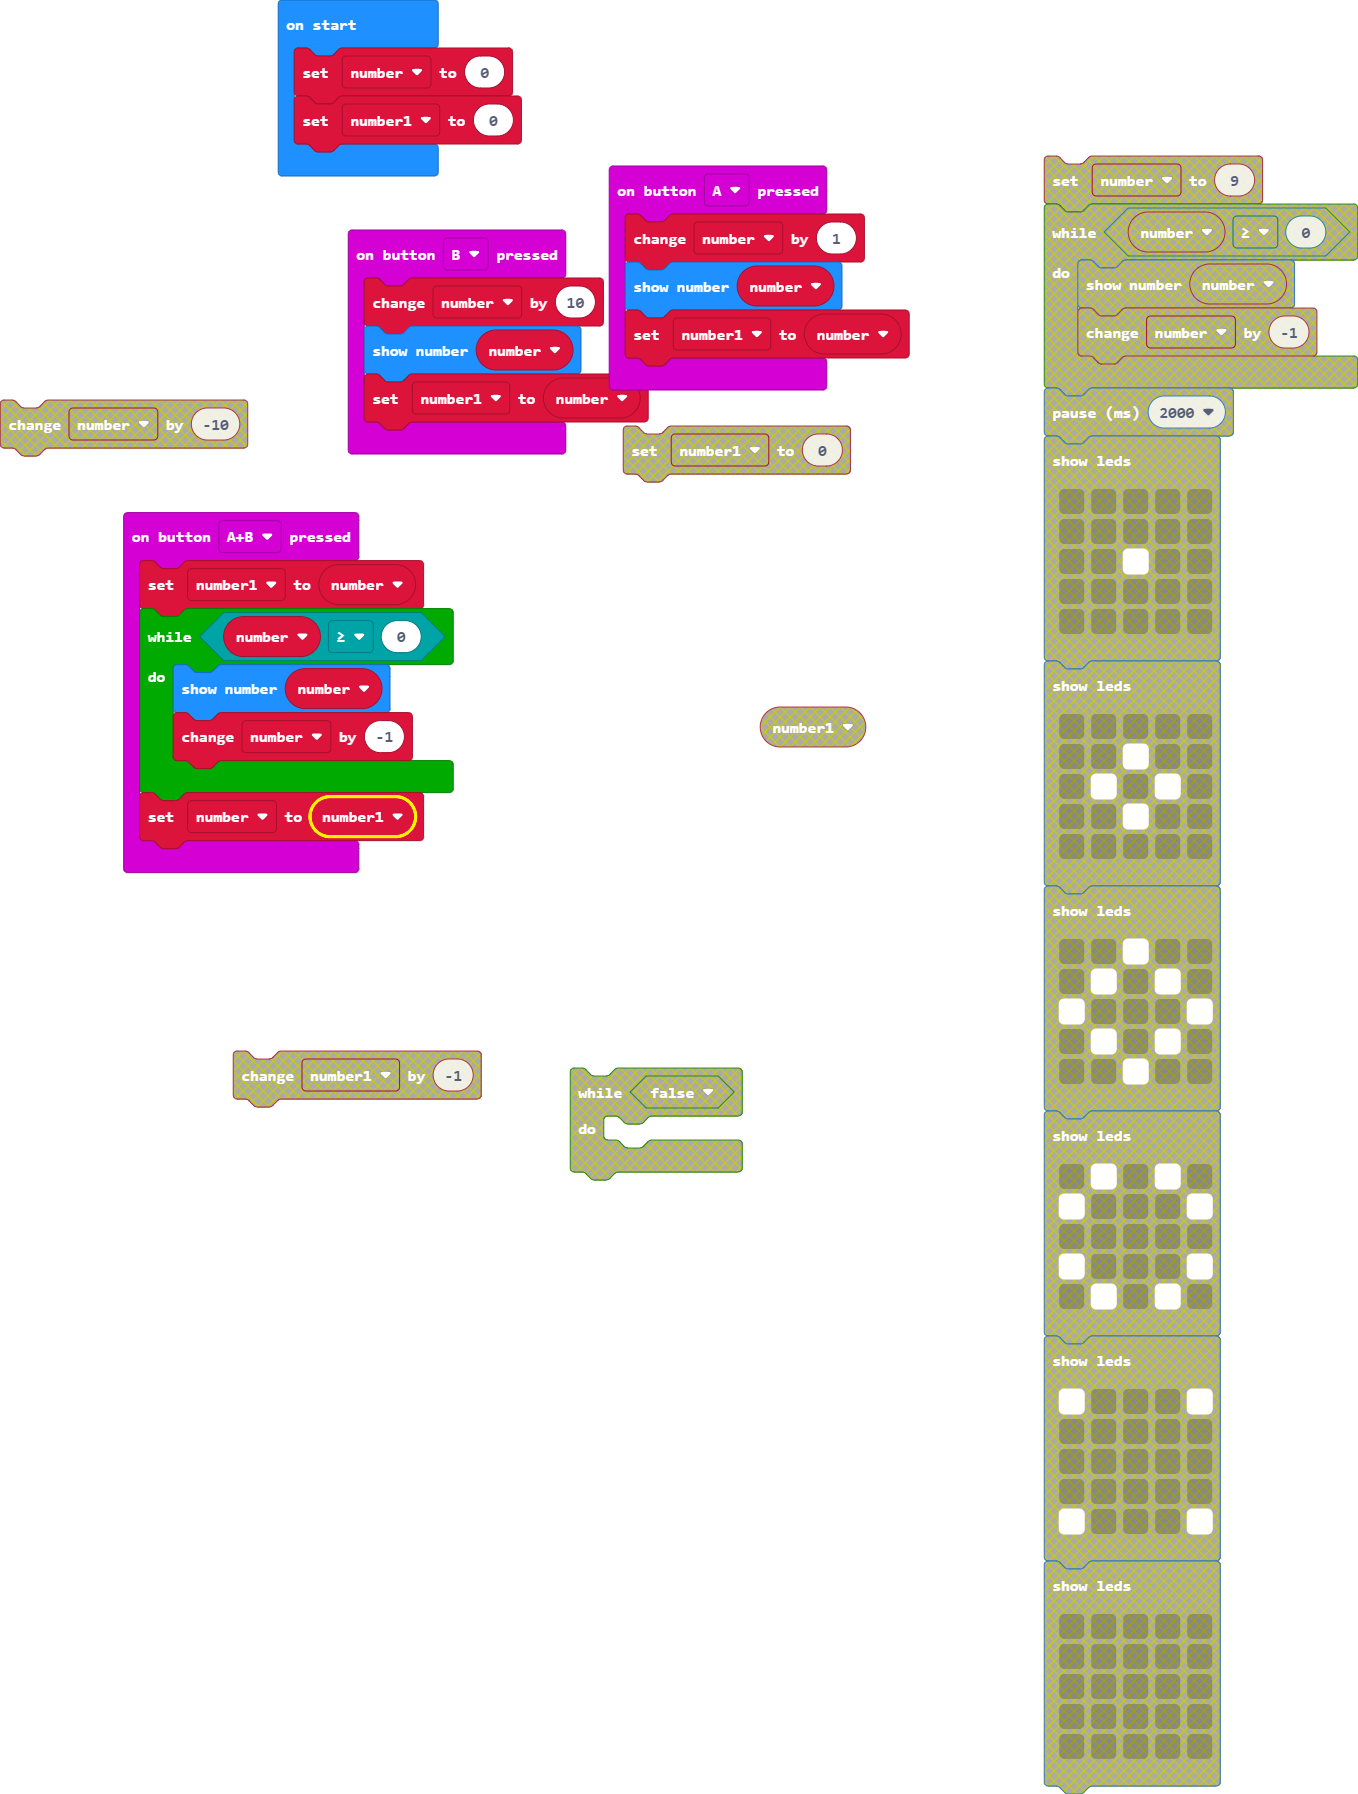 on start
set number to 0
set number1 to 0
on button A pressed
change number by 1
show number number
set number1 to number
on button B pressed
change number by 10
show number number
set number1 to number
change number by -10
set number1 to 0
on button A+B pressed
set number1 to number
while number ≥ 0
do
show number number
change number by -1
set number to number1
number1
change number1 by -1
while false
do
set number to 9
while number ≥ 0
do
show number number
change number by -1
pause (ms) 2000
show leds
show leds
show leds
show leds
show leds
show leds